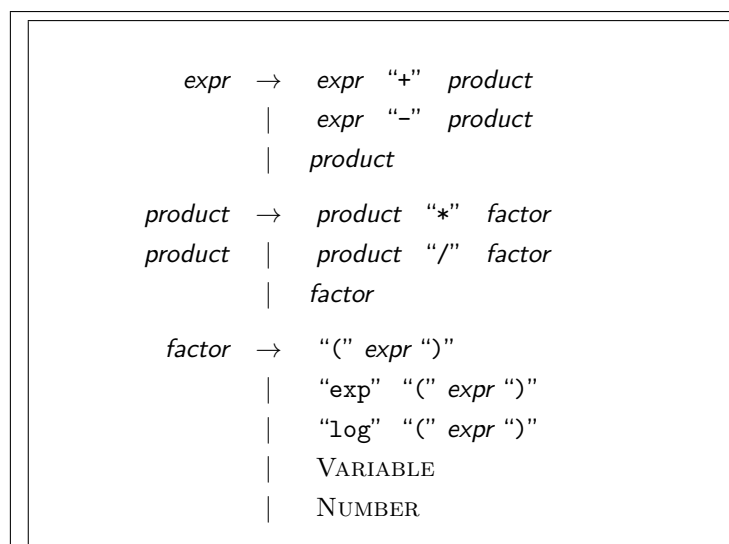 expr → expr “+” product
| expr “-” product
| product
product → product “*” factor
product | product “/” factor
| factor
factor → “(” expr “)”
| “exp” “(” expr “)”
| “log” “(” expr “)”
| VARIABLE
| NUMBER